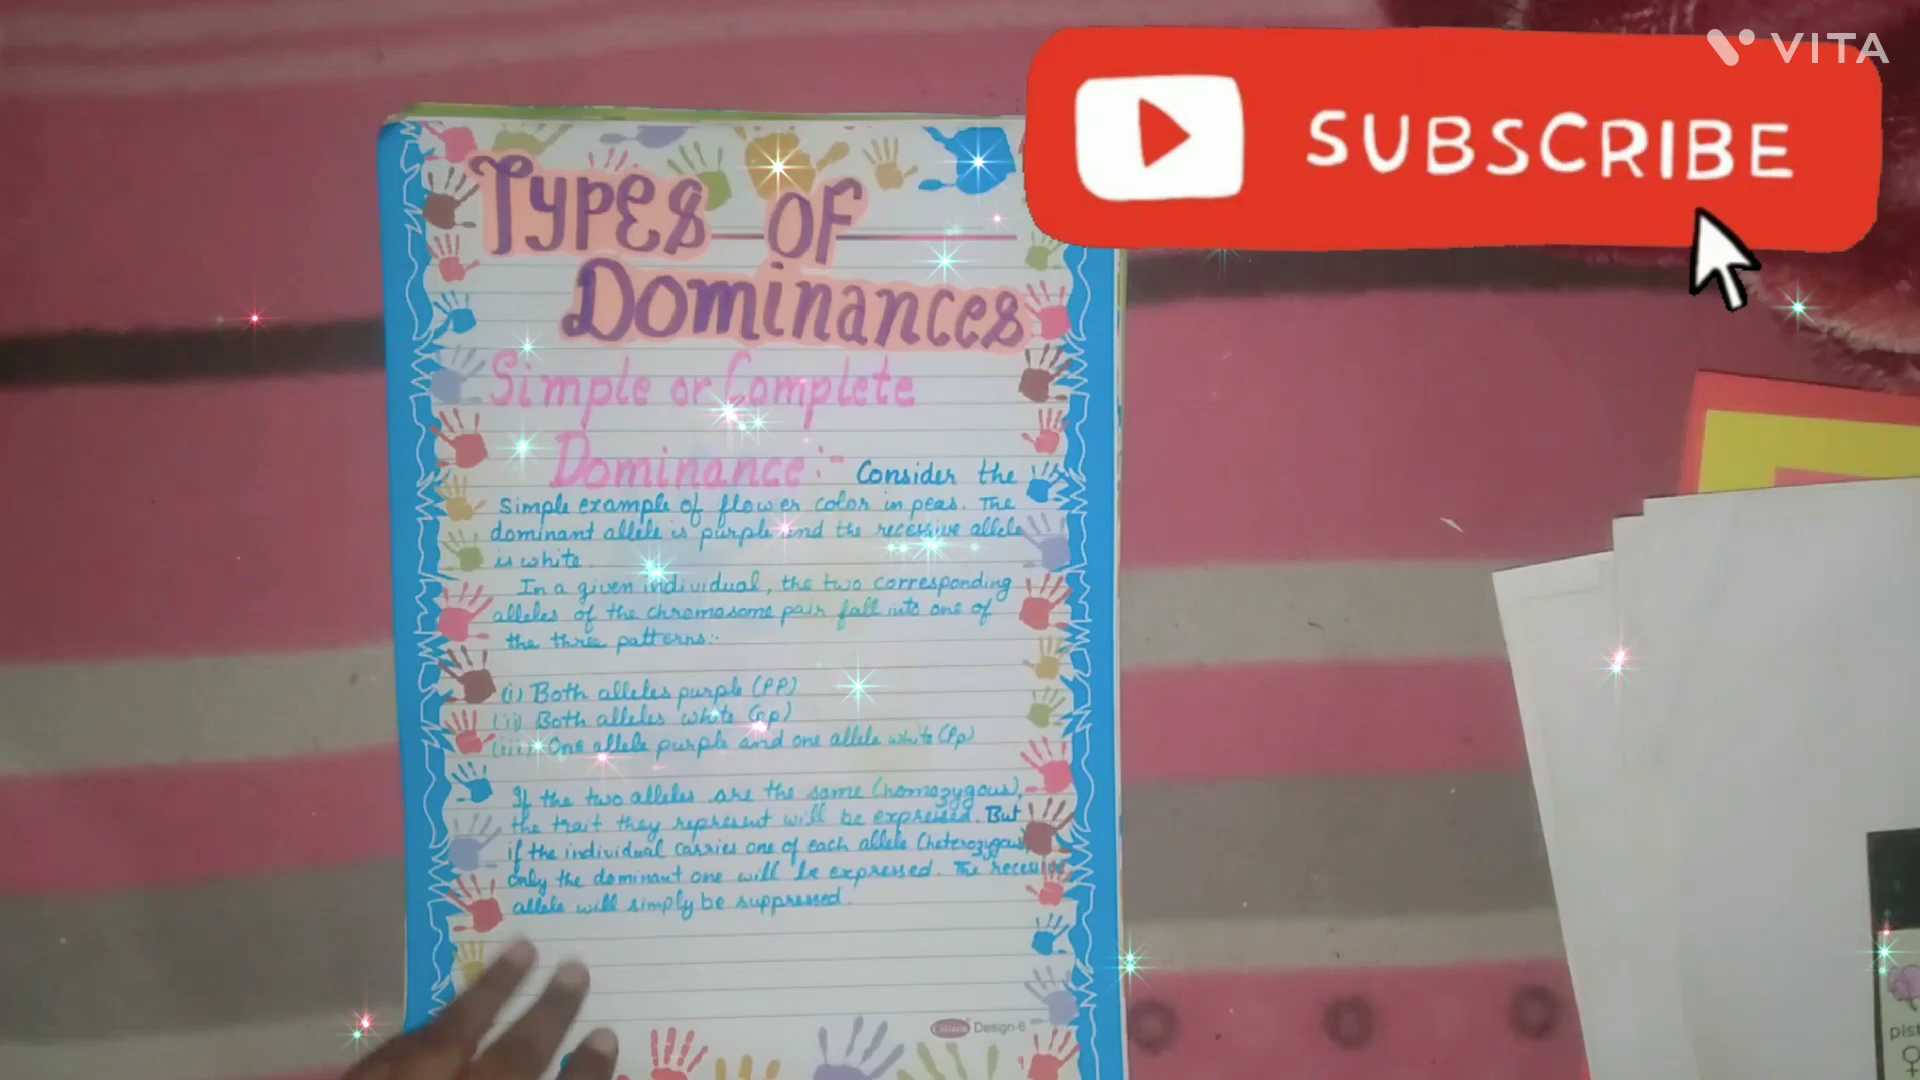 VITA
SUBSCRIBE
Types of
Dominances
Simple or Complete
Dominance:- Consider the
simple example of flower color in peas. The
dominant allele is purple and the recessive allele
is white.
In a given individual, the two corresponding
alleles of the chromosome pair fall into one of
the three patterns:-
(i) Both alleles purple (PP)
(ii) Both alleles white (pp)
(iii) One allele purple and one allele white (Pp)
If the two alleles are the same (homozygous),
the trait they represent will be expressed. But
if the individual carries one of each allele (heterozygous
only the dominant one will be expressed. The recessive
allele will simply be suppressed.
Design-6
pist
♀